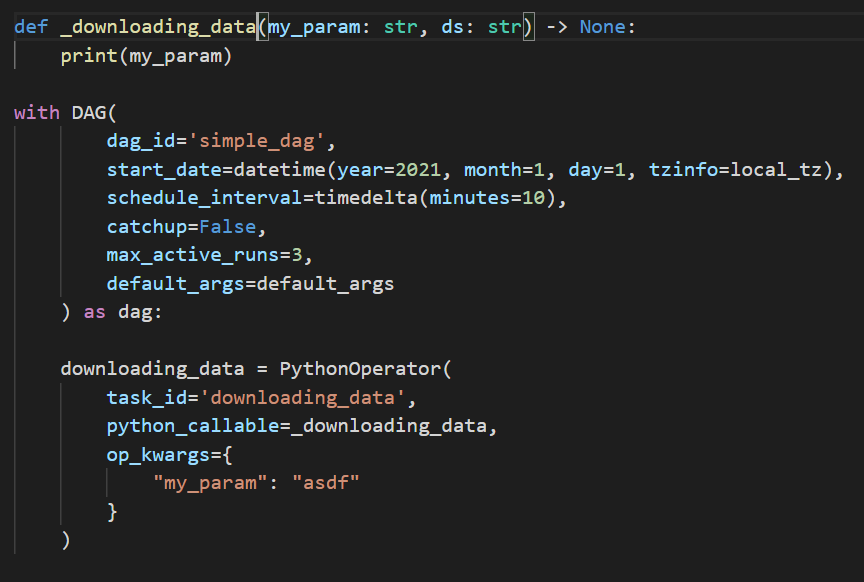 def _downloading_data(my_param: str, ds: str) -> None:
    print(my_param)

with DAG(
        dag_id='simple_dag',
        start_date=datetime(year=2021, month=1, day=1, tzinfo=local_tz),
        schedule_interval=timedelta(minutes=10),
        catchup=False,
        max_active_runs=3,
        default_args=default_args
    ) as dag:

    downloading_data = PythonOperator(
        task_id='downloading_data',
        python_callable=_downloading_data,
        op_kwargs={
            "my_param": "asdf"
        }
    )